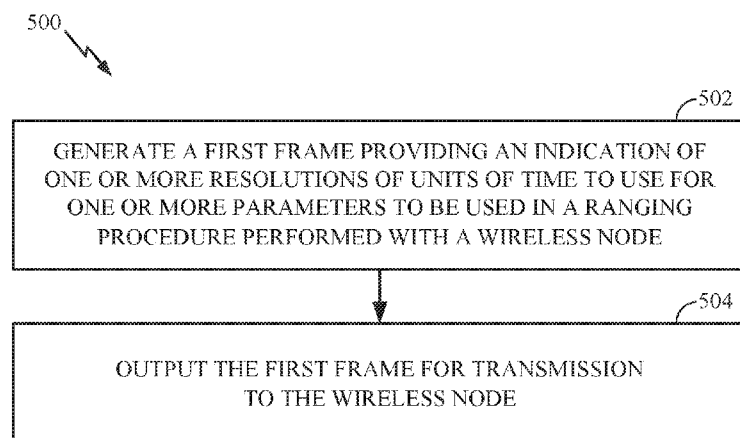 500
502
GENERATE A FIRST FRAME PROVIDING AN INDICATION OF
ONE OR MORE RESOLUTIONS OF UNITS OF TIME TO USE FOR
ONE OR MORE PARAMETERS TO BE USED IN A RANGING
PROCEDURE PERFORMED WITH A WIRELESS NODE
504
OUTPUT THE FIRST FRAME FOR TRANSMISSION
TO THE WIRELESS NODE